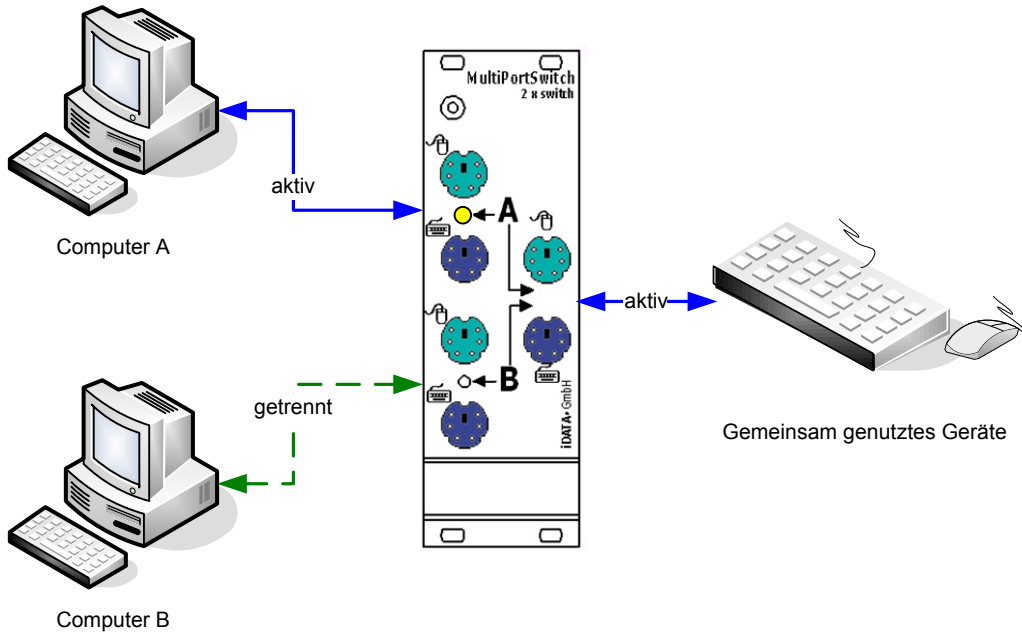 MultiPortSwitch
2 x switch
aktiv
A
Computer A
aktiv
B
getrennt
iDATA• GmbH
Gemeinsam genutztes Geräte
Computer B